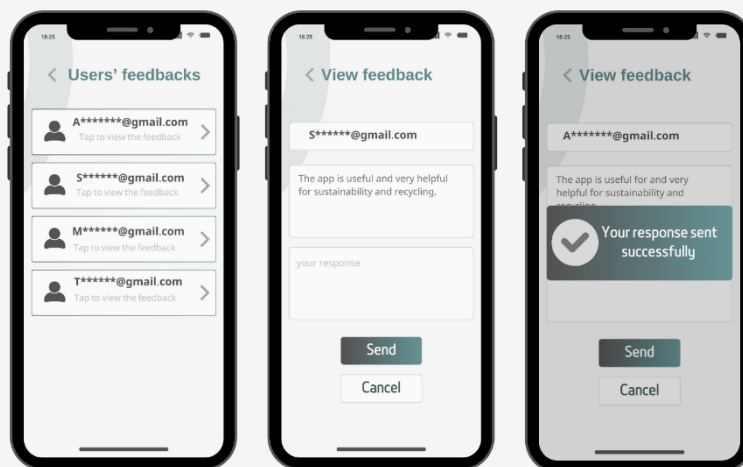 18:25
Users' feedbacks
A*******@gmail.com
Tap to view the feedback
S******@gmail.com
Tap to view the feedback
M******@gmail.com
Tap to view the feedback
T******@gmail.com
Tap to view the feedback
18:25
View feedback
S******@gmail.com
The app is useful and very helpful
for sustainability and recycling.
your response
Send
Cancel
18:25
View feedback
A*******@gmail.com
The app is useful for and very
helpful for sustainability and
recycling
Your response sent
successfully
Send
Cancel